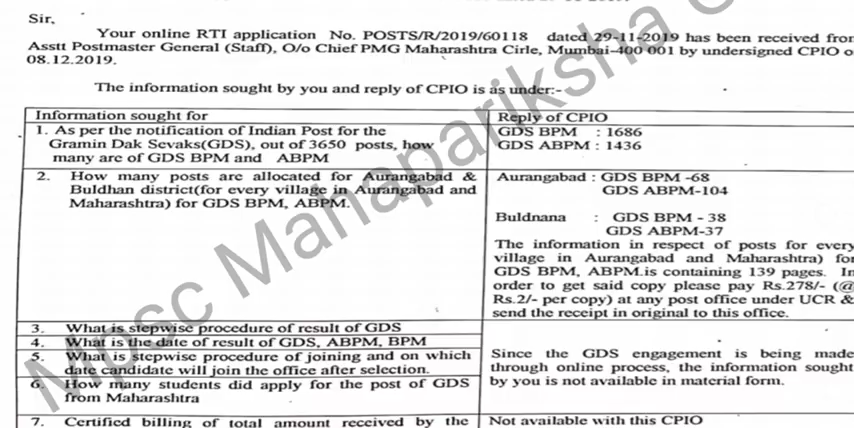 Sir,
Your online RTI application No. POSTS/R/2019/60118 dated 29-11-2019 has been received from
Asstt Postmaster General (Staff), O/o Chief PMG Maharashtra Cirle, Mumbai-400 001 by undersigned CPIO o
08.12.2019.
The information sought by you and reply of CPIO is as under:-
Information sought for
Reply of CPIO
1. As per the notification of Indian Post for the
Gramin Dak Sevaks(GDS), out of 3650 posts, how
many are of GDS BPM and ABPM
GDS BPM : 1686
GDS ABPM : 1436
2. How many posts are allocated for Aurangabad &
Buldhan district(for every village in Aurangabad and
Maharashtra) for GDS BPM, ABPM.
Aurangabad : GDS BPM -68
GDS ABPM-104
Buldnana : GDS BPM - 38
GDS ABPM-37
The information in respect of posts for every
village in Aurangabad and Maharashtra) for
GDS BPM, ABPM.is containing 139 pages. In
order to get said copy please pay Rs.278/- (@
Rs.2/- per copy) at any post office under UCR &
send the receipt in original to this office.
3. What is stepwise procedure of result of GDS
4. What is the date of result of GDS, ABPM, BPM
5. What is stepwise procedure of joining and on which
date candidate will join the office after selection.
6. How many students did apply for the post of GDS
from Maharashtra
Since the GDS engagement is being made
through online process, the information sought
by you is not available in material form.
7. Certified billing of total amount received by the
Not available with this CPIO
Mpsc Mahapariksha